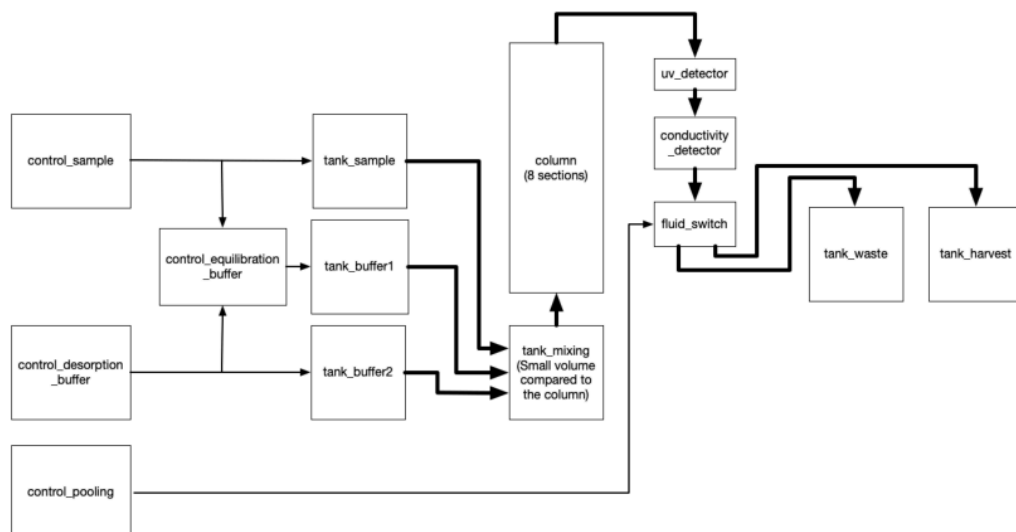 uv_detector
control_sample
tank_sample
column
(8 sections)
conductivity
_detector
fluid_switch
control_equilibration
_buffer
tank_buffer1
tank_waste
tank_harvest
control_desorption
_buffer
tank_buffer2
tank_mixing
(Small volume
compared to
the column)
control_pooling